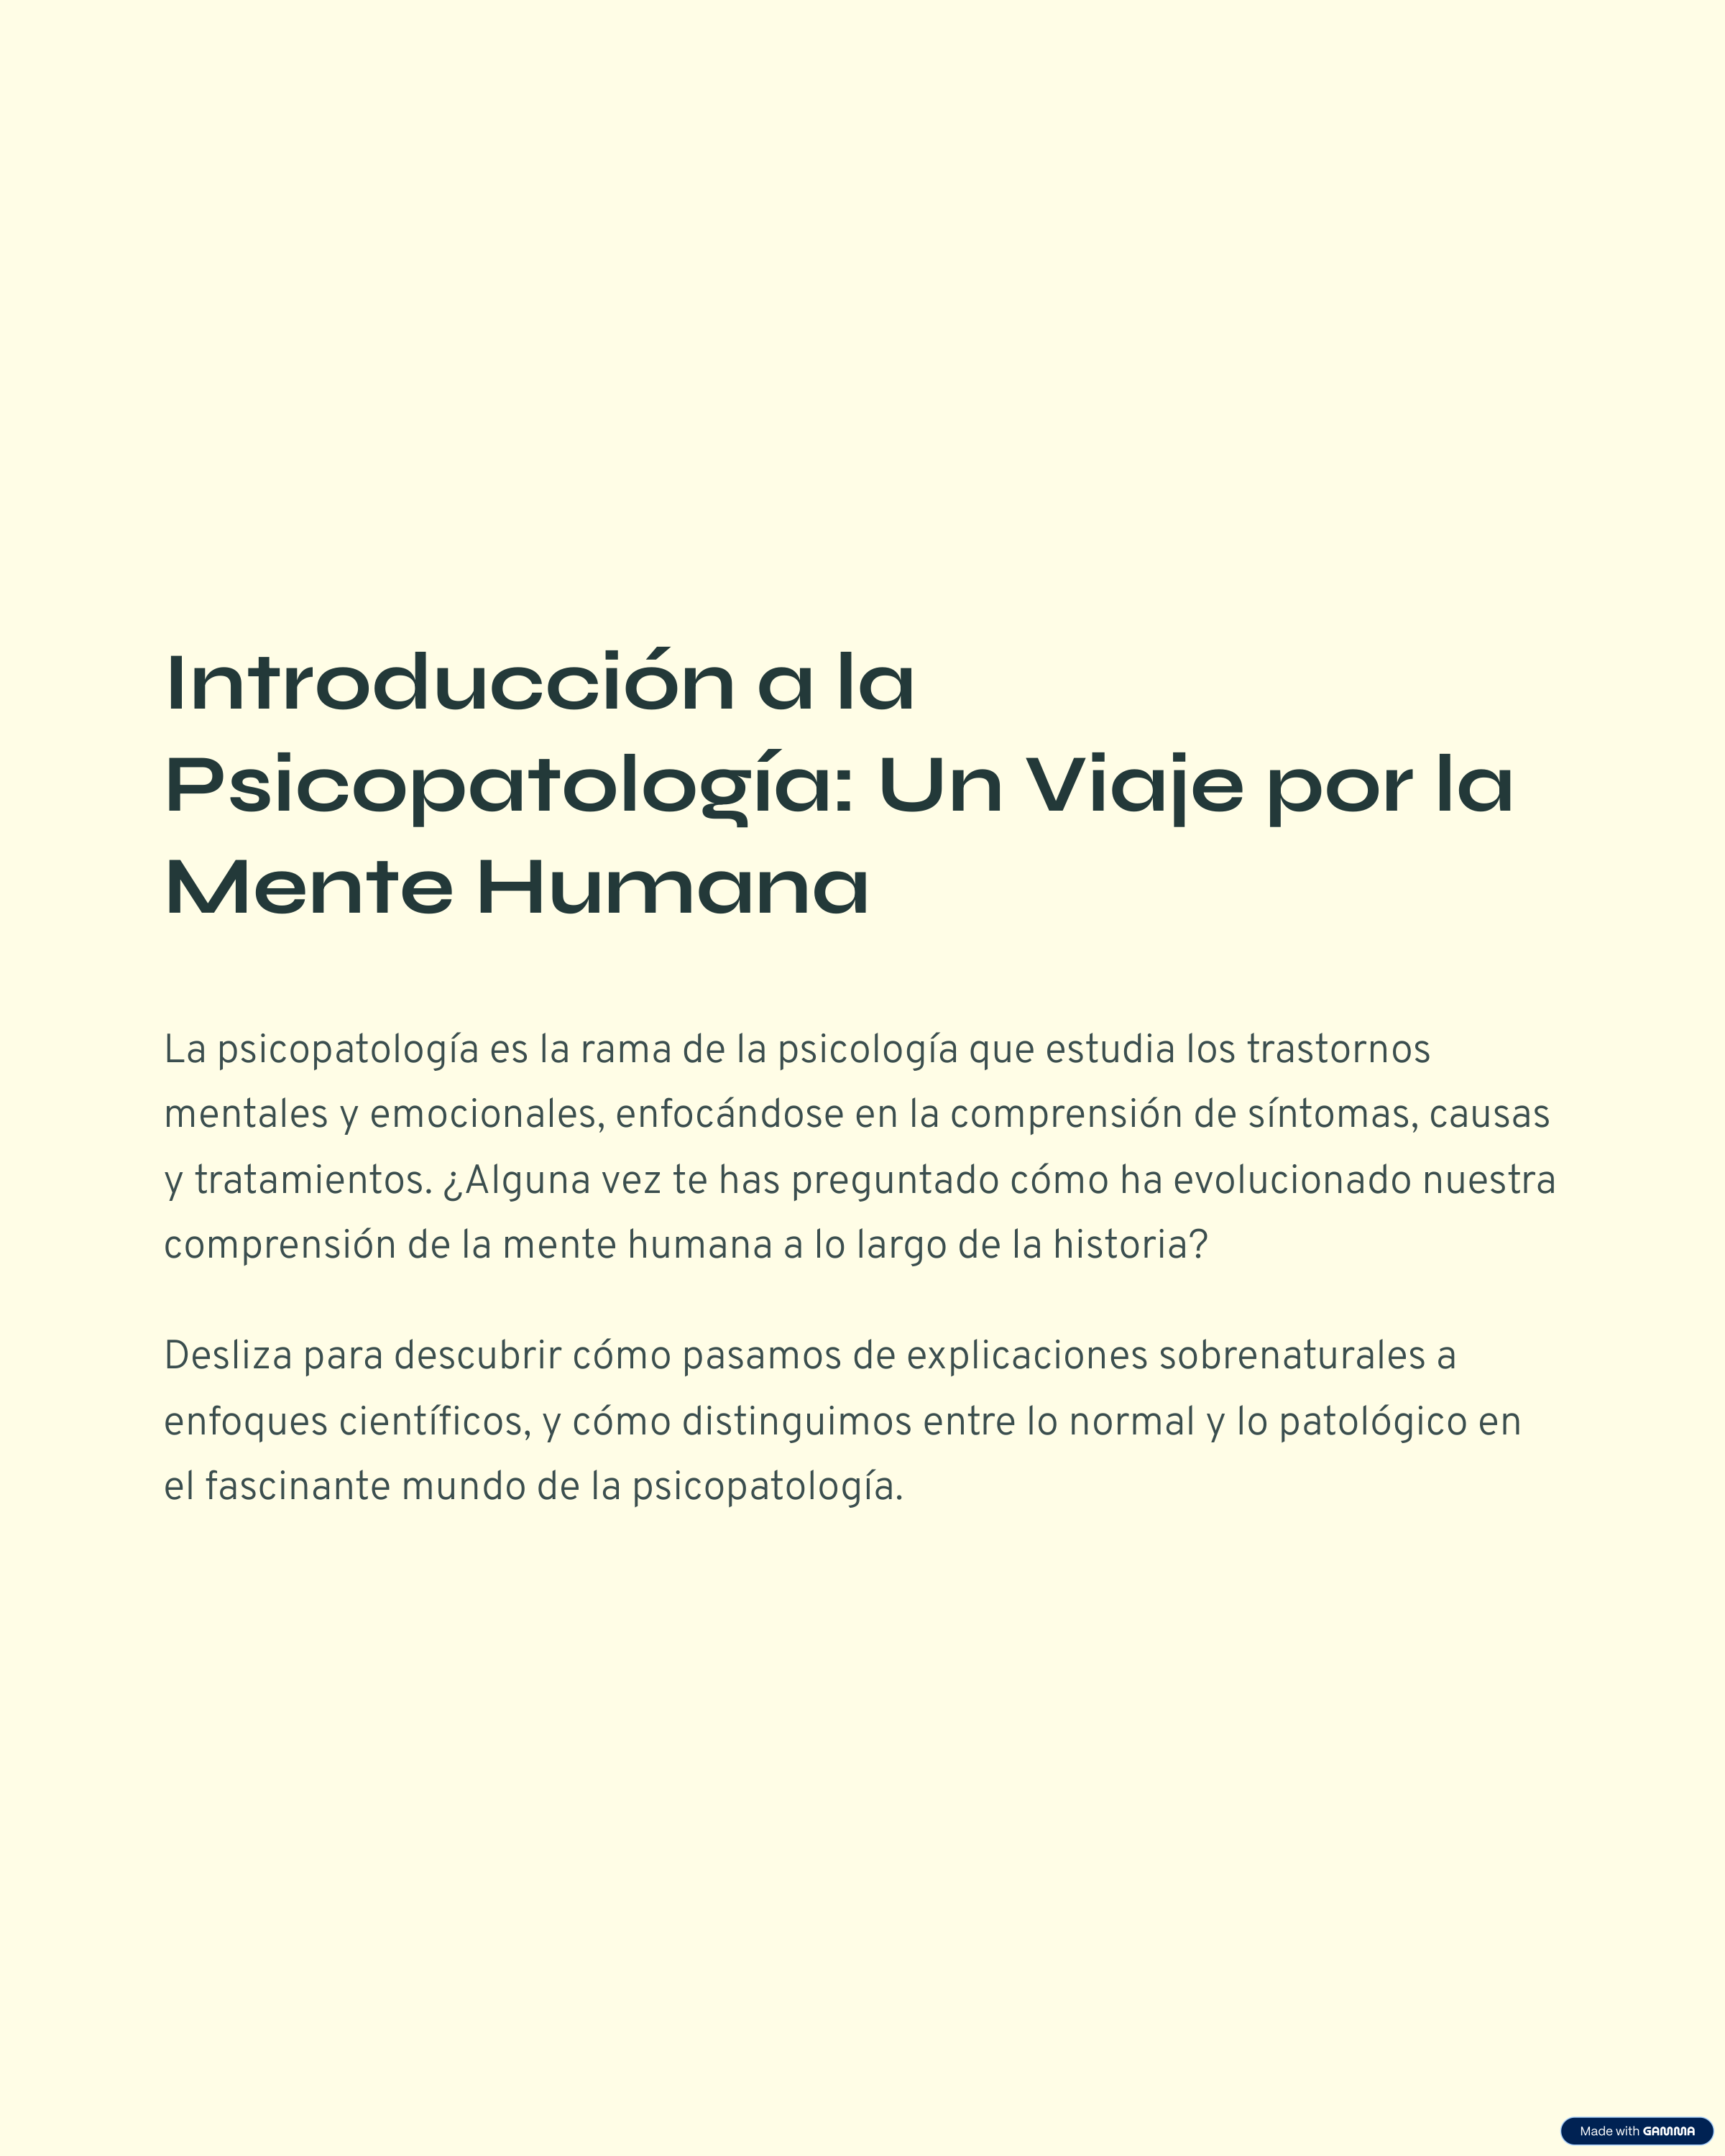 Introducción a la
Psicopatología: Un Viaje por la
Mente Humana
La psicopatología es la rama de la psicología que estudia los trastornos
mentales y emocionales, enfocándose en la comprensión de síntomas, causas
y tratamientos. ¿Alguna vez te has preguntado cómo ha evolucionado nuestra
comprensión de la mente humana a lo largo de la historia?
Desliza para descubrir cómo pasamos de explicaciones sobrenaturales a
enfoques científicos, y cómo distinguimos entre lo normal y lo patológico en
el fascinante mundo de la psicopatología.
Made with GAMMA